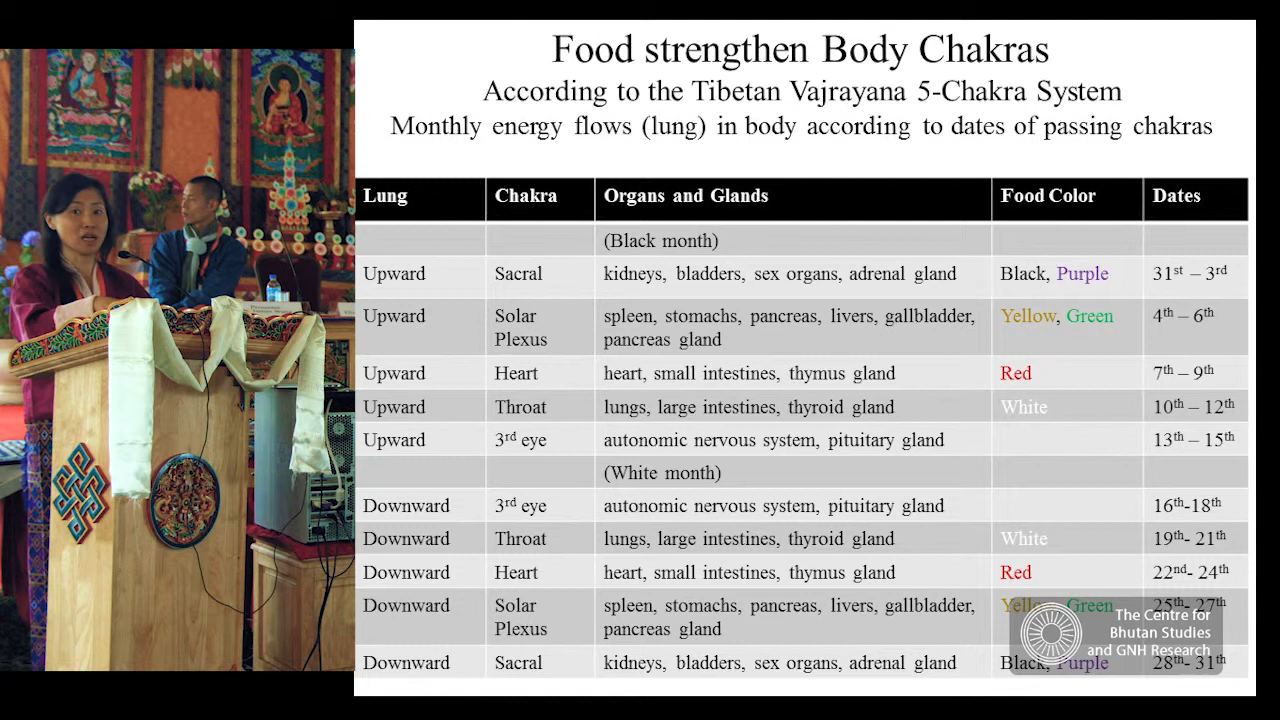 Food strengthen Body Chakras
According to the Tibetan Vajrayana 5-Chakra System
Monthly energy flows (lung) in body according to dates of passing chakras
Lung Chakra Organs and Glands Food Color Dates
(Black month)
Upward Sacral kidneys, bladders, sex organs, adrenal gland Black, Purple 31st – 3rd
Upward Solar Plexus spleen, stomachs, pancreas, livers, gallbladder, pancreas gland Yellow, Green 4th – 6th
Upward Heart heart, small intestines, thymus gland Red 7th – 9th
Upward Throat lungs, large intestines, thyroid gland White 10th – 12th
Upward 3rd eye autonomic nervous system, pituitary gland 13th – 15th
(White month)
Downward 3rd eye autonomic nervous system, pituitary gland 16th-18th
Downward Throat lungs, large intestines, thyroid gland White 19th- 21th
Downward Heart heart, small intestines, thymus gland Red 22nd- 24th
Downward Solar Plexus spleen, stomachs, pancreas, livers, gallbladder, pancreas gland Yellow, Green 25th- 27th
Downward Sacral kidneys, bladders, sex organs, adrenal gland Black, Purple 28th- 31th
The Centre for
Bhutan Studies
and GNH Research